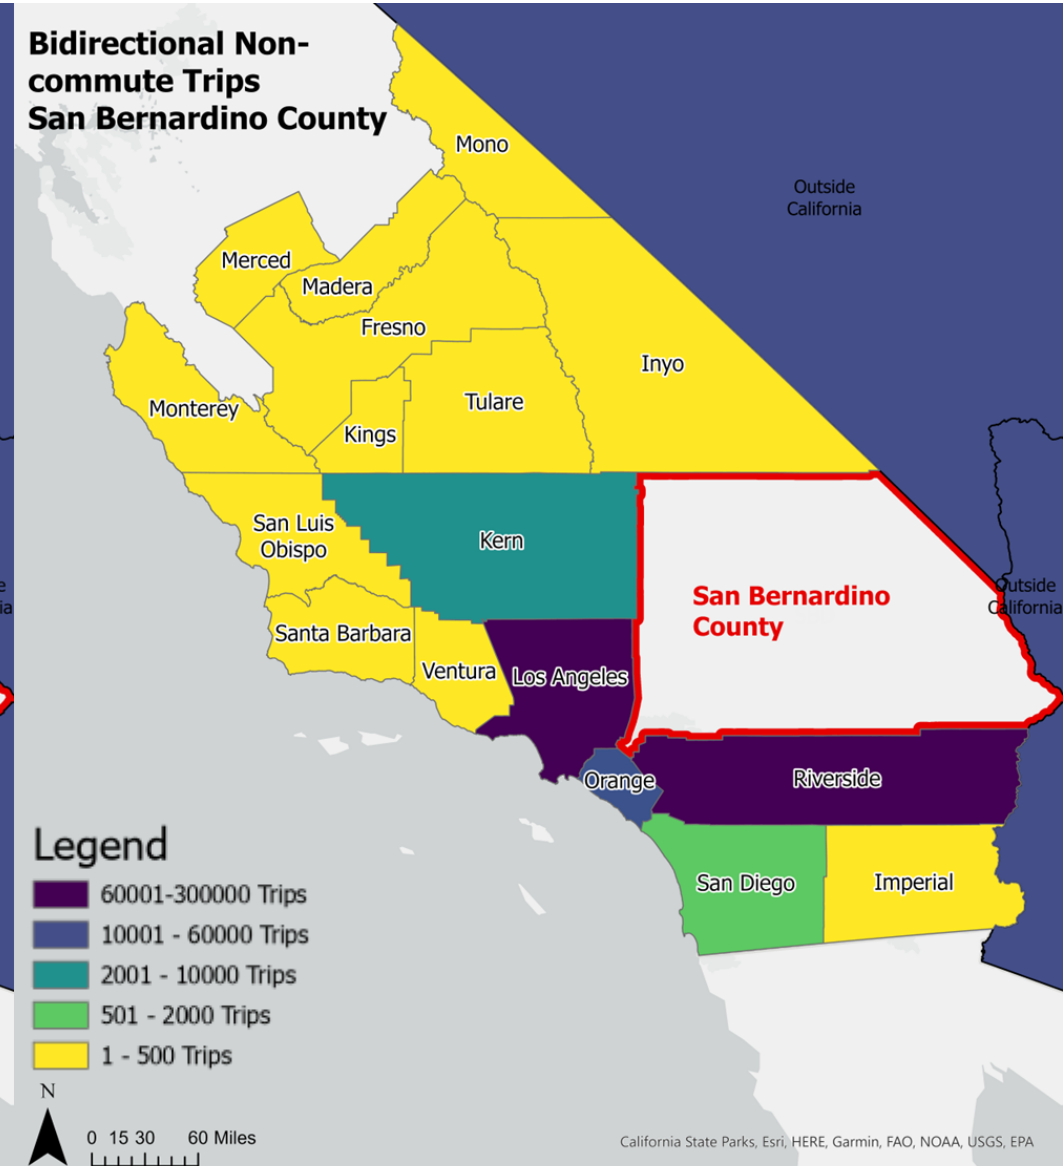 Bidirectional Non-
commute Trips
San Bernardino County
Mono
Outside
California
Merced
Madera
Fresno
Inyo
Monterey
Tulare
Kings
San Luis
Obispo
Kern
Outside
California
San Bernardino
County
Santa Barbara
Ventura
Los Angeles
Orange
Riverside
San Diego
Imperial
Legend
60001-300000 Trips
10001 - 60000 Trips
2001 - 10000 Trips
501 - 2000 Trips
1 - 500 Trips
N
0 15 30 60 Miles
California State Parks, Esri, HERE, Garmin, FAO, NOAA, USGS, EPA